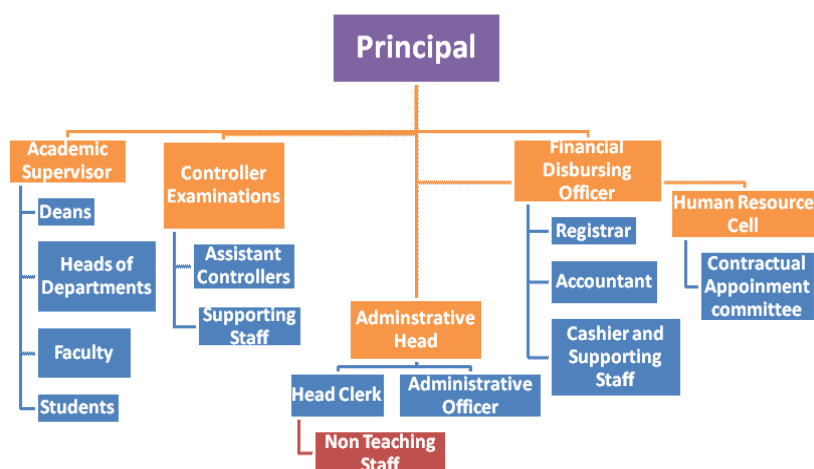 Principal
Academic
Supervisor
Deans
Heads of
Departments
Faculty
Students
Controller
Examinations
Assistant
Controllers
Supporting
Staff
Adminstrative
Head
Head Clerk
Non Teaching
Staff
Administrative
Officer
Financial
Disbursing
Officer
Registrar
Accountant
Cashier and
Supporting
Staff
Human Resource
Cell
Contractual
Appoinment
committee